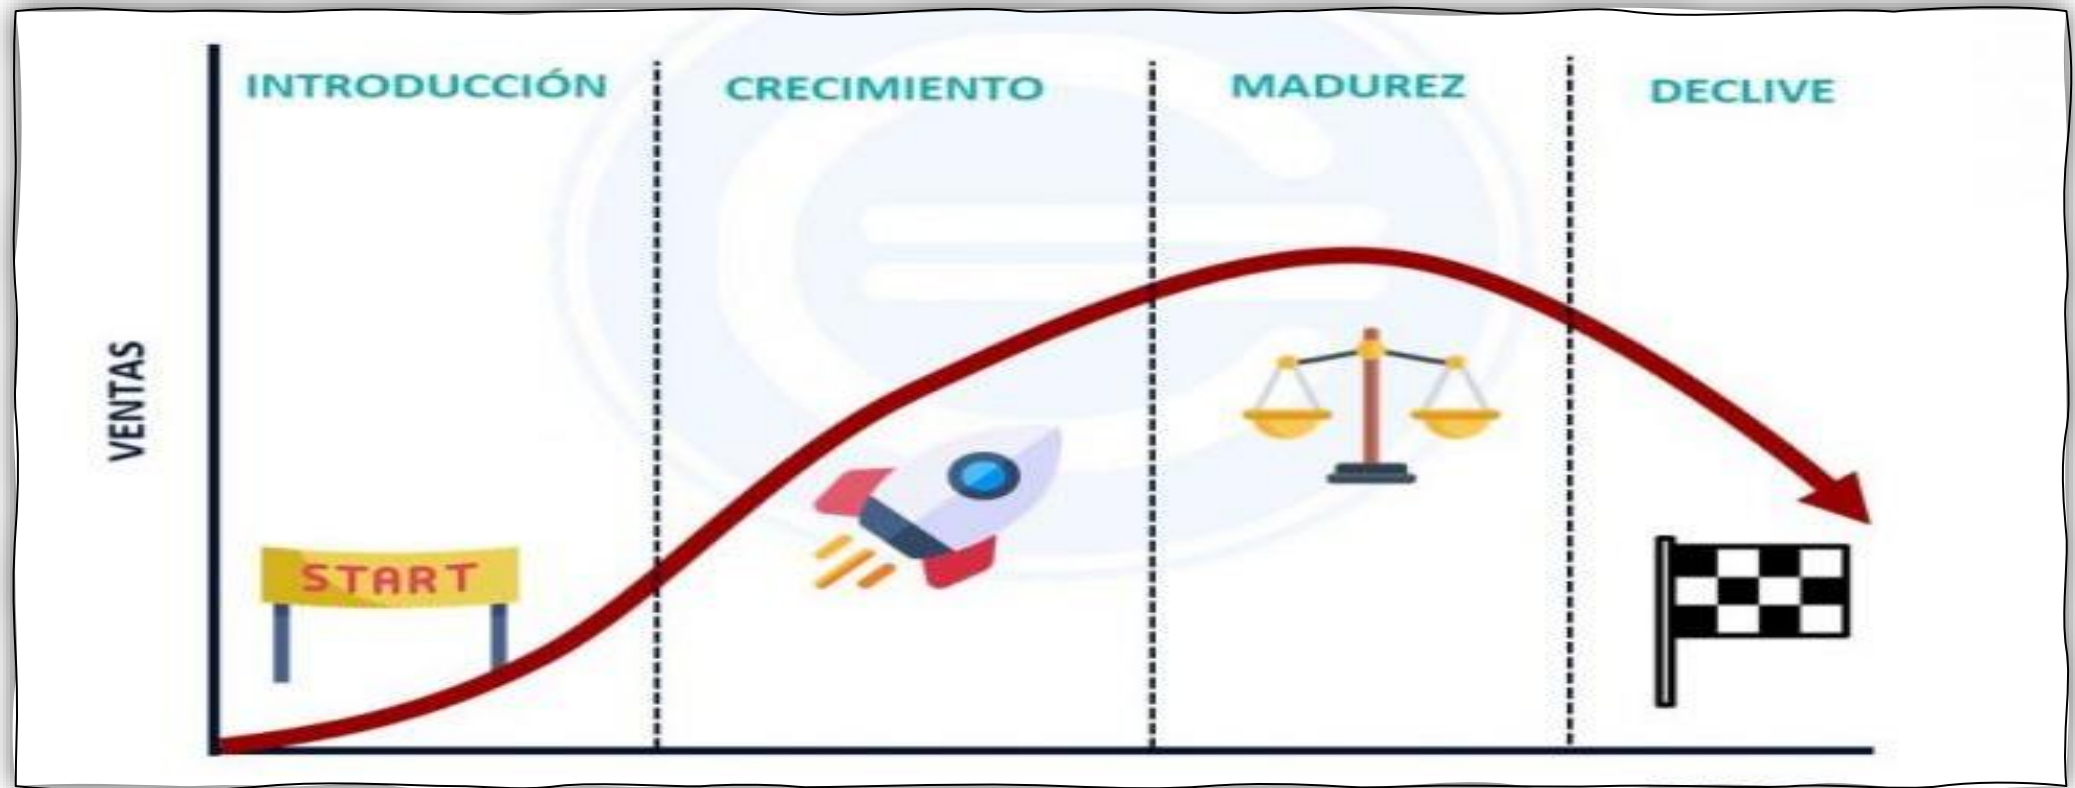 INTRODUCCIÓN
CRECIMIENTO
MADUREZ
DECLIVE
VENTAS
START